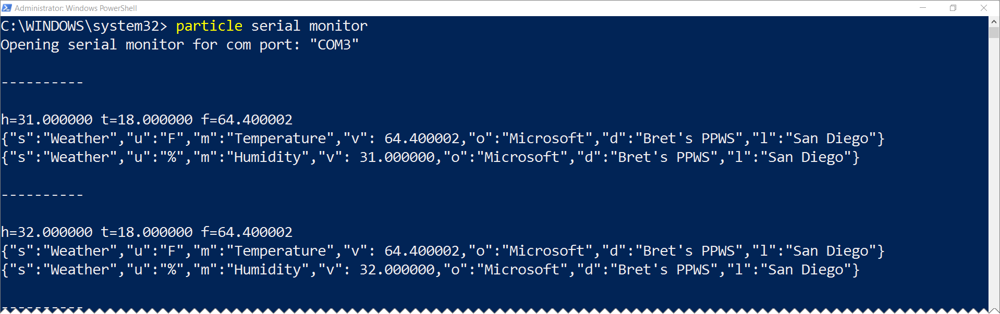 Administrator: Windows PowerShell
C:\WINDOWS\system32> particle serial monitor
Opening serial monitor for com port: "COM3"
----------
h=31.000000 t=18.000000 f=64.400002
{"s":"Weather","u":"F","m":"Temperature","v": 64.400002,"o":"Microsoft","d":"Bret's PPWS","l":"San Diego"}
{"s":"Weather","u":"%","m":"Humidity","v": 31.000000,"o":"Microsoft","d":"Bret's PPWS","l":"San Diego"}
----------
h=32.000000 t=18.000000 f=64.400002
{"s":"Weather","u":"F","m":"Temperature","v": 64.400002,"o":"Microsoft","d":"Bret's PPWS","l":"San Diego"}
{"s":"Weather","u":"%","m":"Humidity","v": 32.000000,"o":"Microsoft","d":"Bret's PPWS","l":"San Diego"}
----------